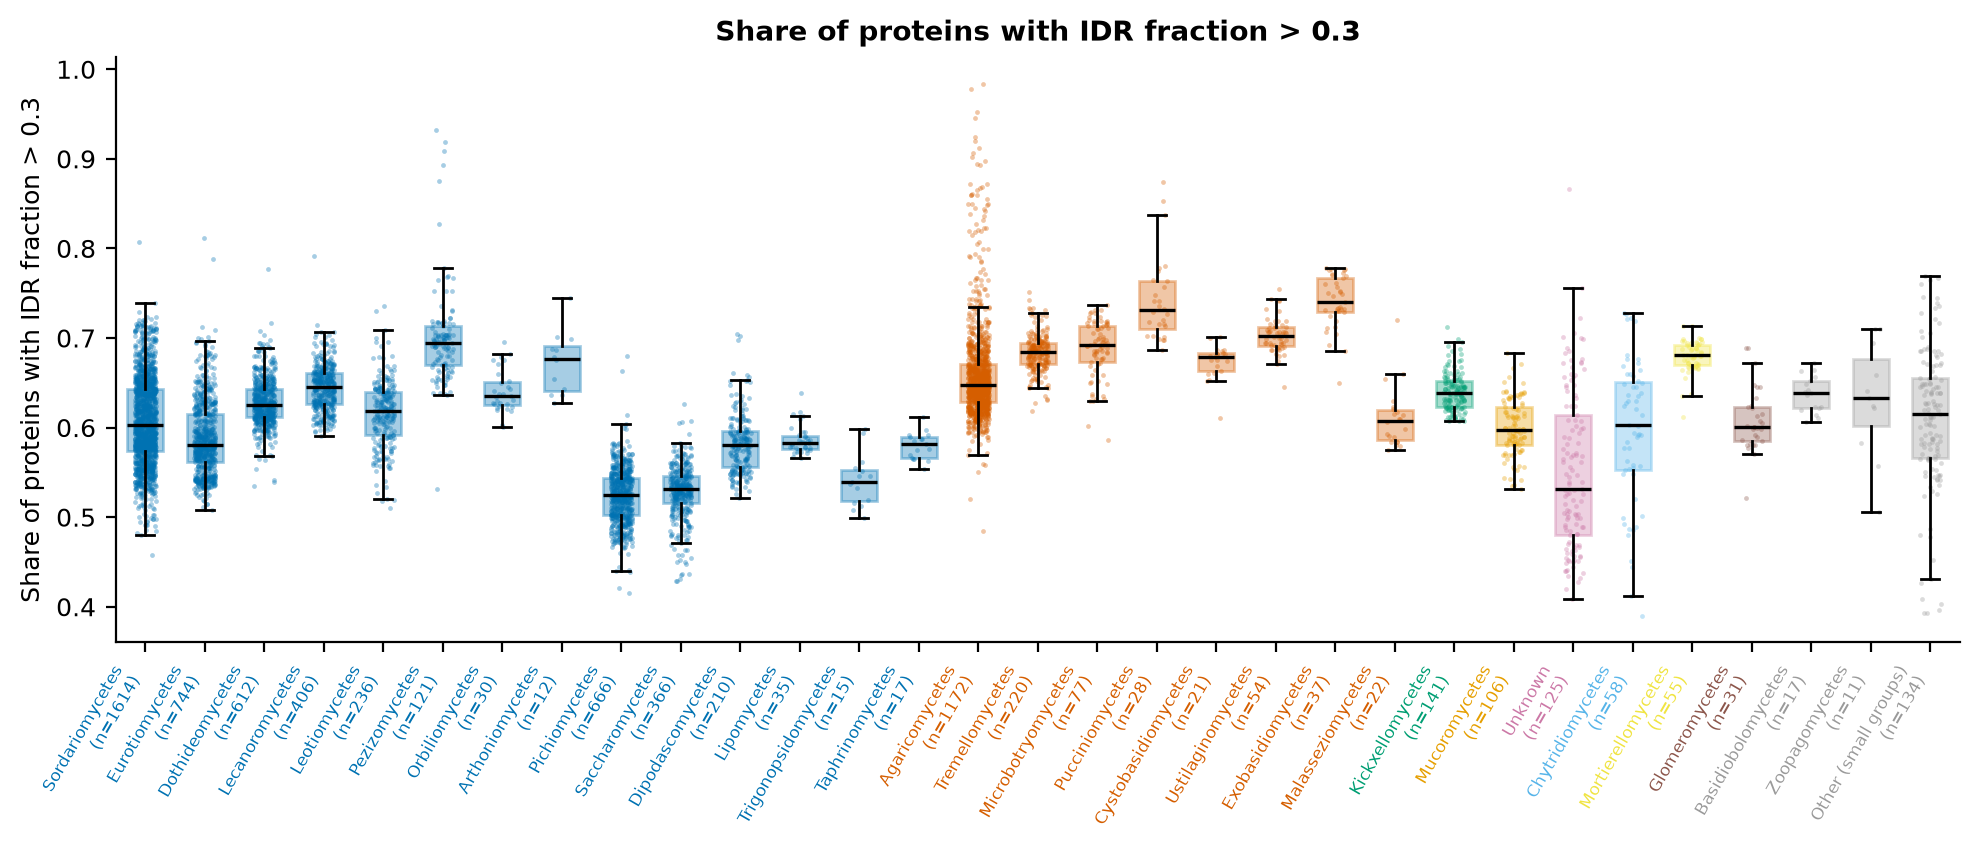 Share of proteins with IDR fraction > 0.3
Share of proteins with IDR fraction > 0.3
1.0
0.9
0.8
0.7
0.6
0.5
0.4
Sordariomycetes
(n=1614)
Eurotiomycetes
(n=744)
Dothideomycetes
(n=612)
Lecanoromycetes
(n=406)
Leotiomycetes
(n=236)
Pezizomycetes
(n=121)
Orbiliomycetes
(n=30)
Arthoniomycetes
(n=12)
Pichiomycetes
(n=666)
Saccharomycetes
(n=366)
Dipodascomycetes
(n=210)
Lipomycetes
(n=35)
Trigonopsidomycetes
(n=15)
Taphrinomycetes
(n=17)
Agaricomycetes
(n=1172)
Tremellomycetes
(n=220)
Microbotryomycetes
(n=77)
Pucciniomycetes
(n=28)
Cystobasidiomycetes
(n=21)
Ustilaginomycetes
(n=54)
Exobasidiomycetes
(n=37)
Malasseziomycetes
(n=22)
Kickxellomycetes
(n=141)
Mucoromycetes
(n=106)
Unknown
(n=125)
Chytridiomycetes
(n=58)
Mortierellomycetes
(n=55)
Glomeromycetes
(n=31)
Basidiobolomycetes
(n=17)
Zoopagomycetes
(n=11)
Other (small groups)
(n=134)